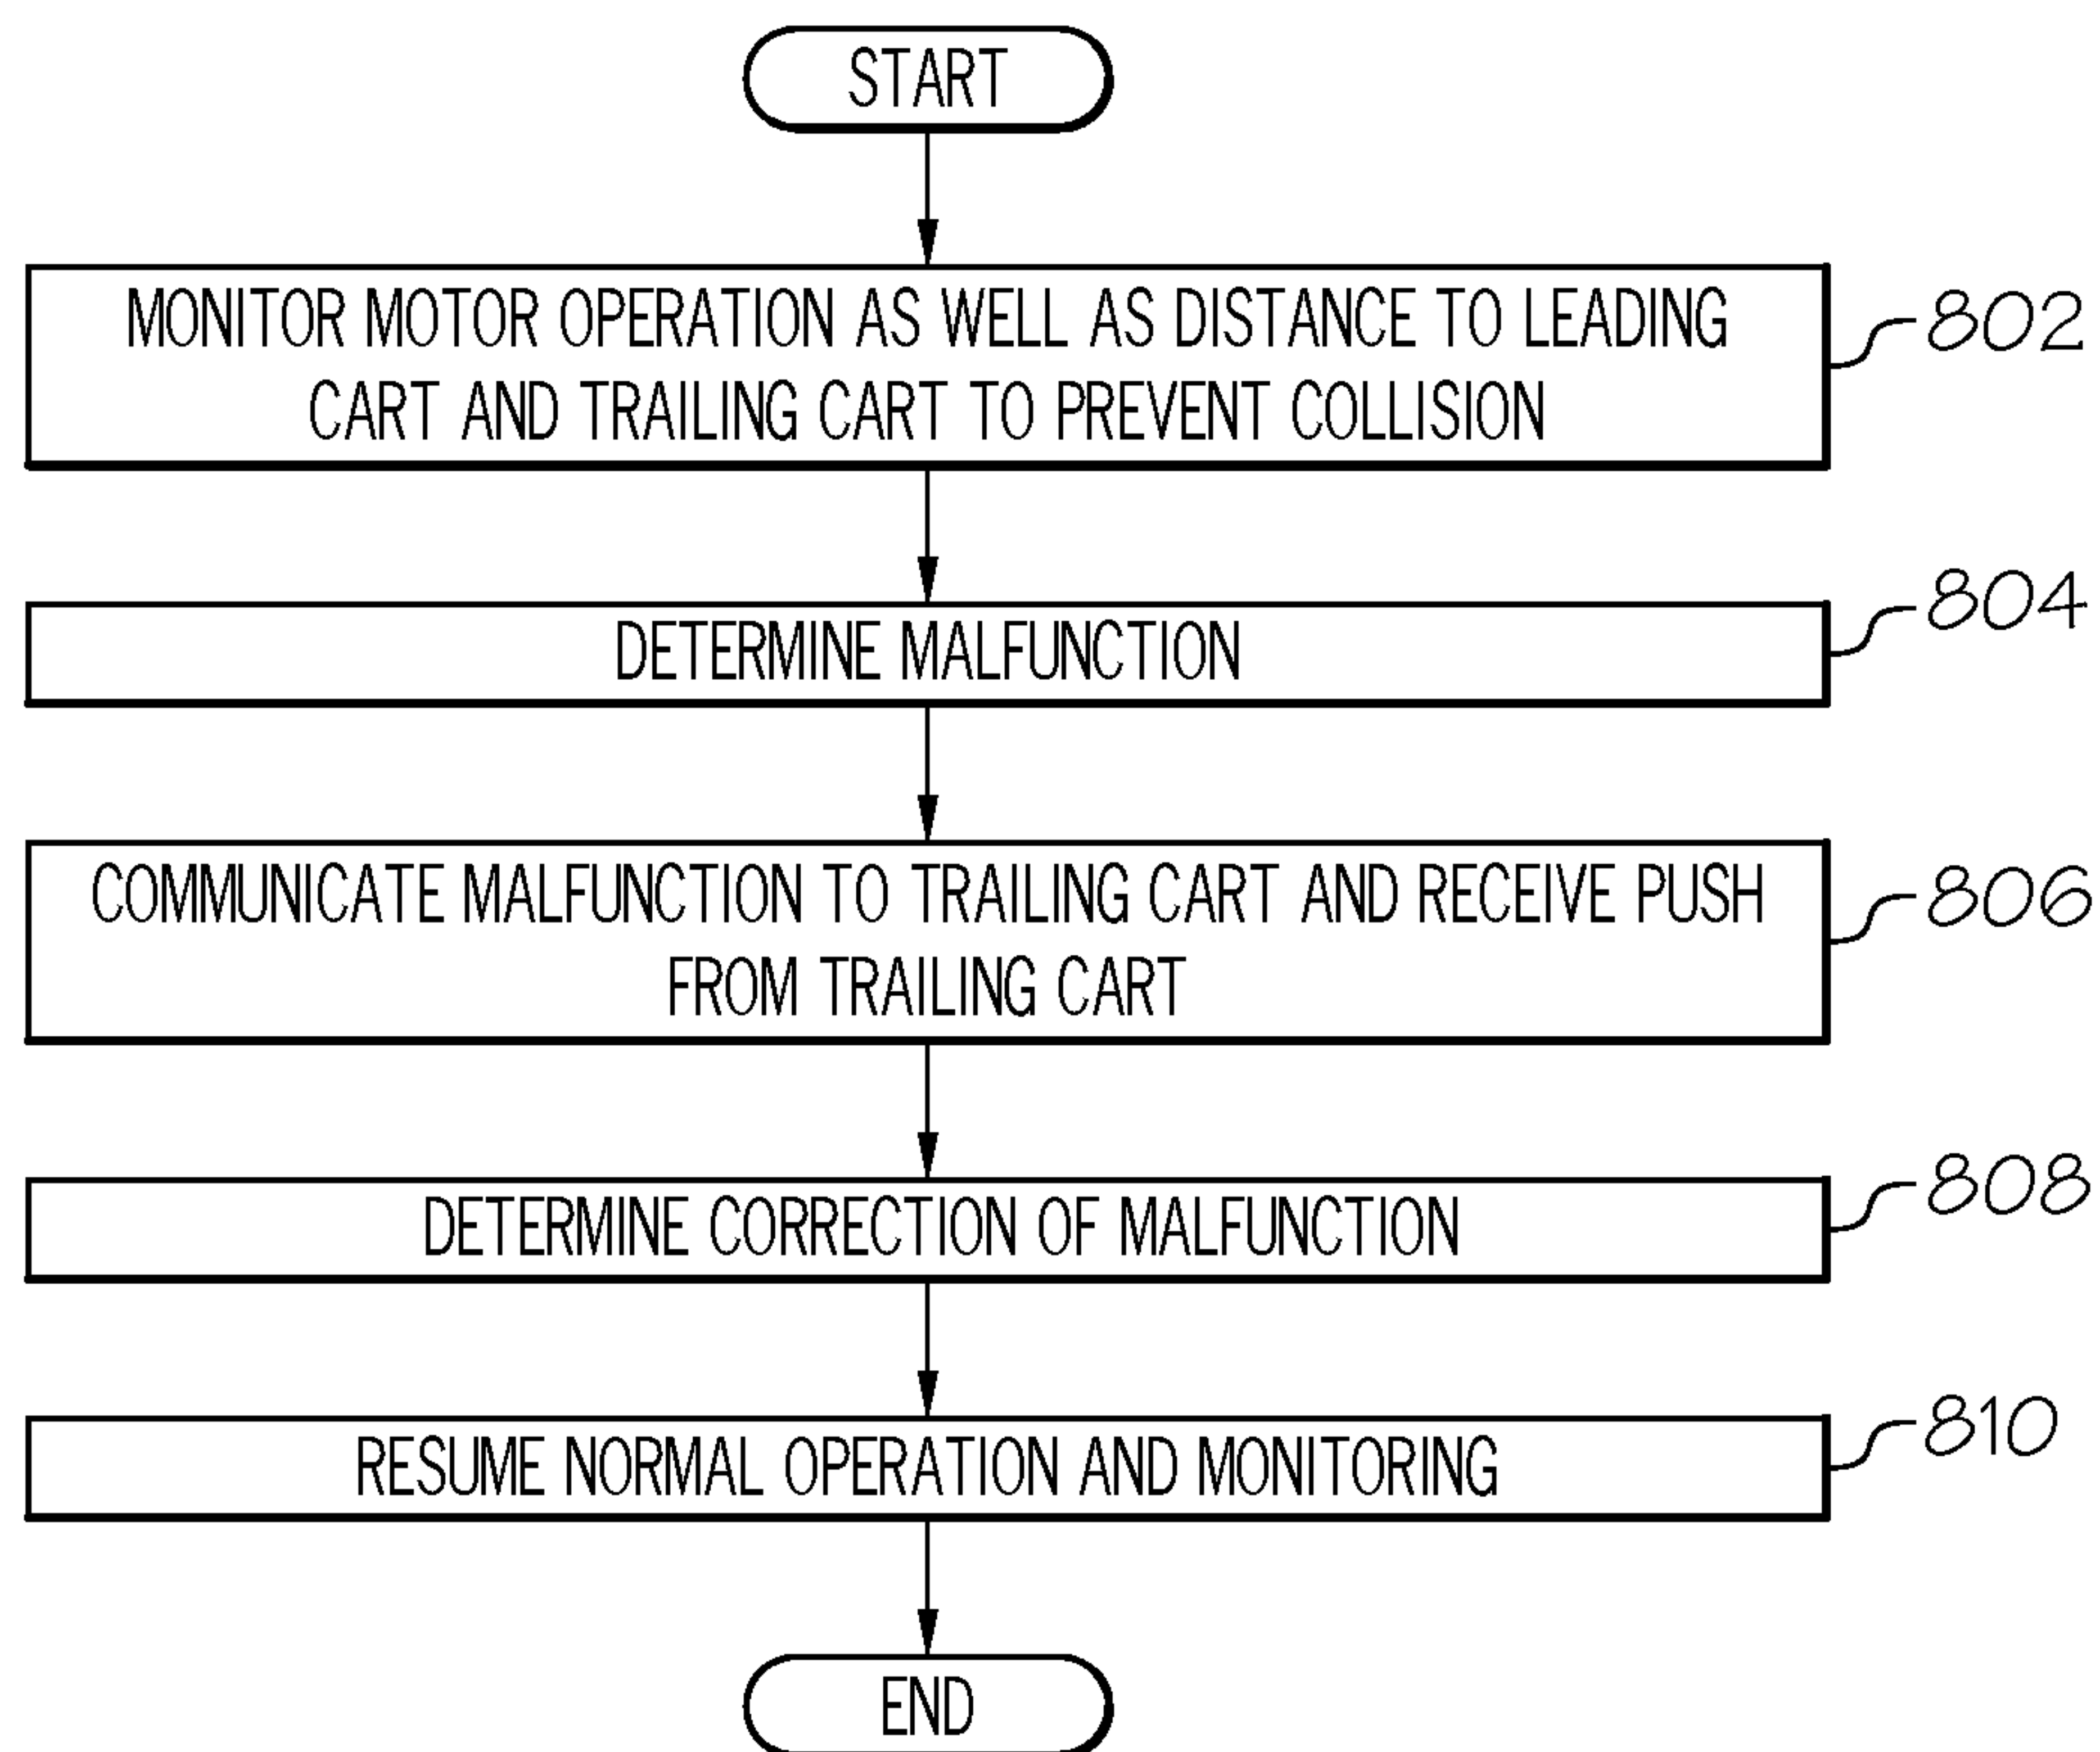 START
MONITOR MOTOR OPERATION AS WELL AS DISTANCE TO LEADING
CART AND TRAILING CART TO PREVENT COLLISION
802
DETERMINE MALFUNCTION
804
COMMUNICATE MALFUNCTION TO TRAILING CART AND RECEIVE PUSH
FROM TRAILING CART
806
DETERMINE CORRECTION OF MALFUNCTION
808
RESUME NORMAL OPERATION AND MONITORING
810
END